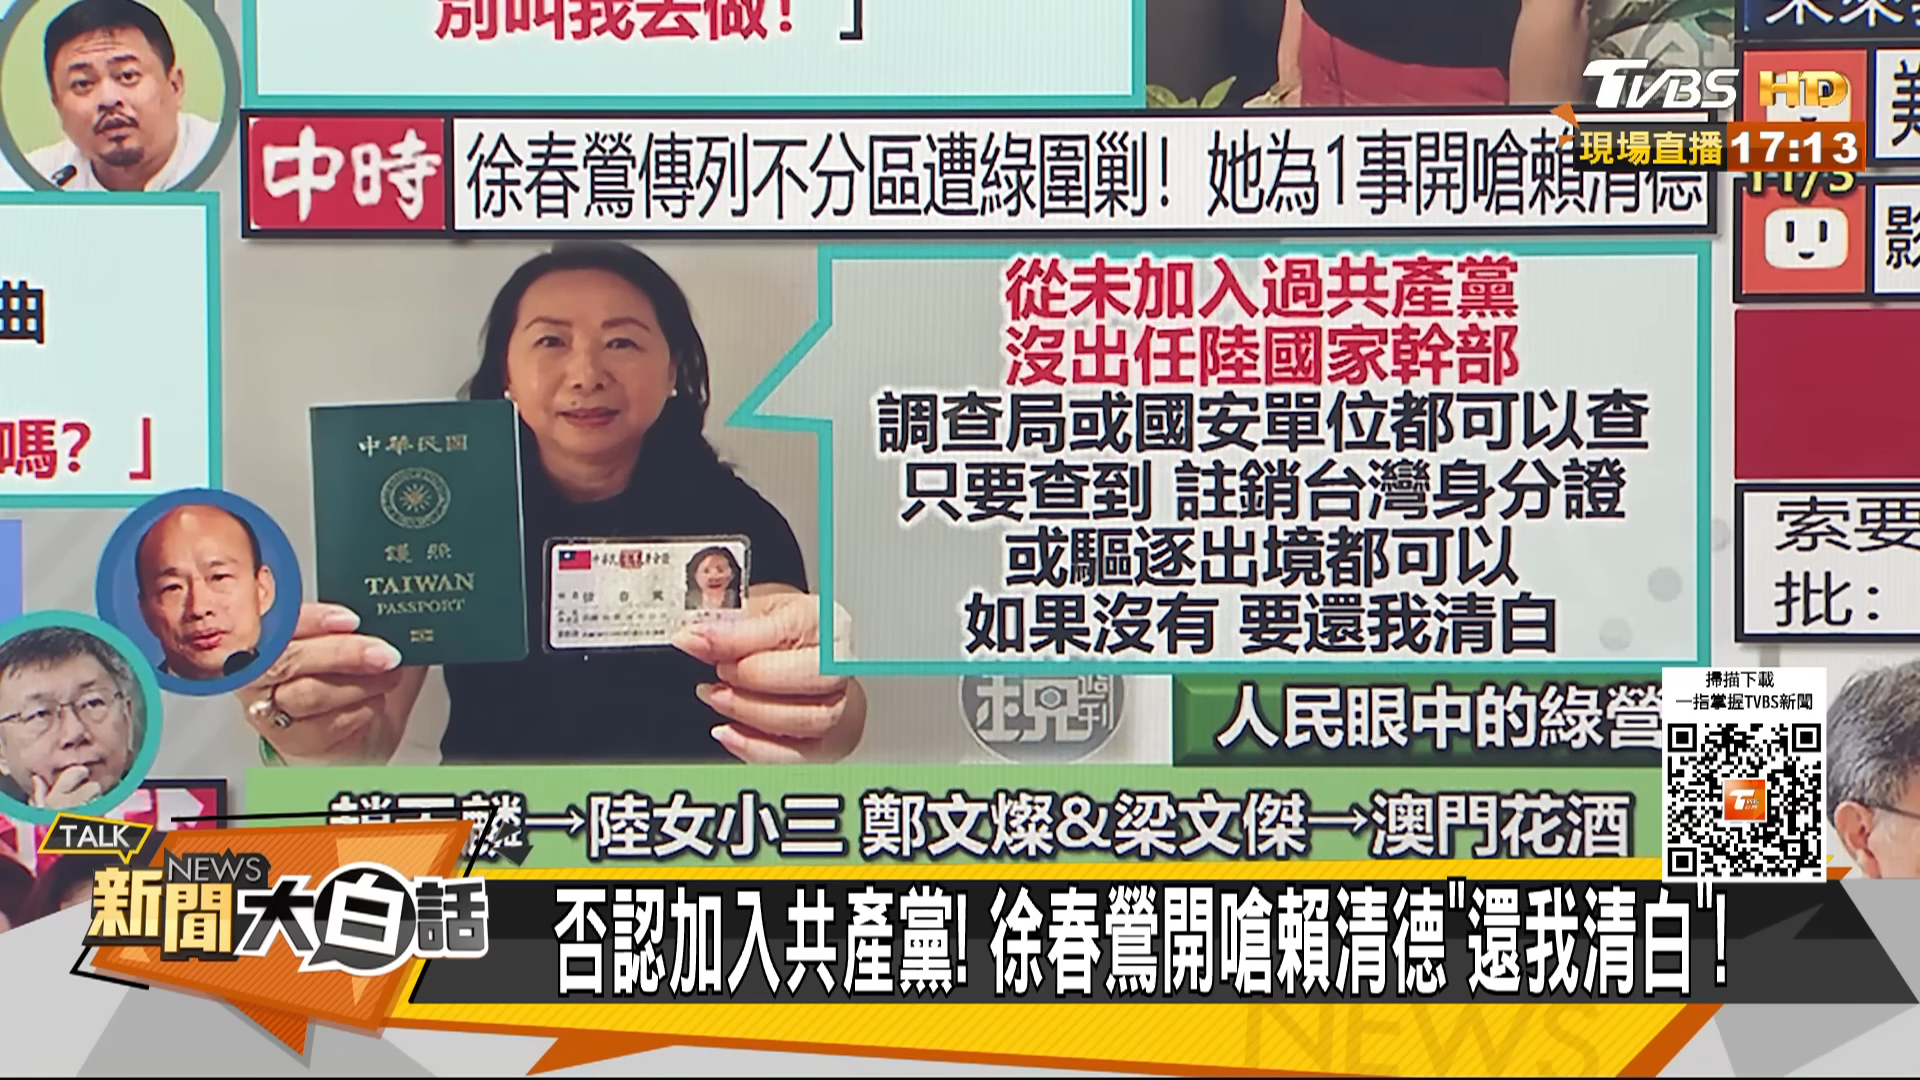 別叫我去做！」
TVBS HD
現場直播 17:13
11/3
中時 徐春鶯傳列不分區遭綠圍剿！她為1事開嗆賴清德
從未加入過共產黨
沒出任陸國家幹部
調查局或國安單位都可以查
只要查到 註銷台灣身分證
或驅逐出境都可以
如果沒有 要還我清白
曲
嗎？」
中華民國
護照
TAIWAN
PASSPORT
徐春鶯
影
索要
批：
人民眼中的綠營
掃描下載
一指掌握TVBS新聞
→陸女小三 鄭文燦&梁文傑→澳門花酒
TALK
NEWS
新聞大白話
否認加入共產黨！徐春鶯開嗆賴清德"還我清白"！
NEWS